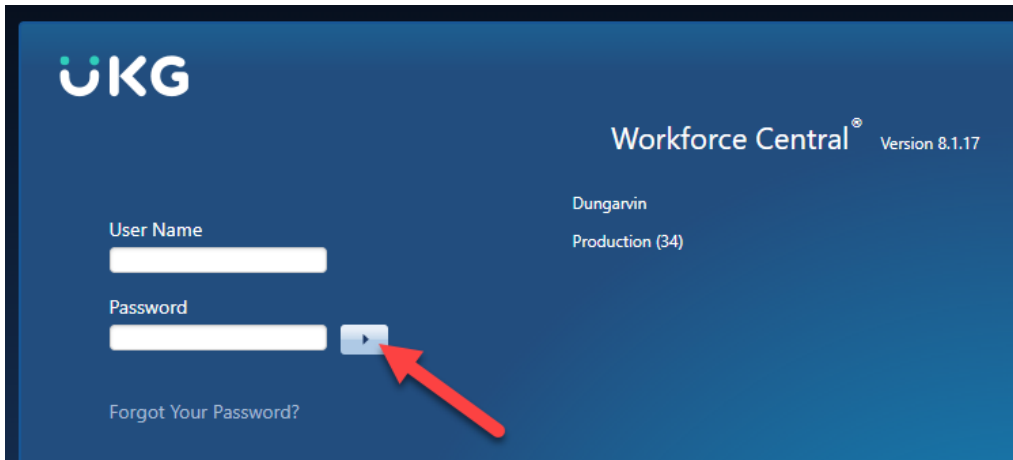 UKG
Workforce Central® Version 8.1.17
Dungarvin
Production (34)
User Name
Password
Forgot Your Password?